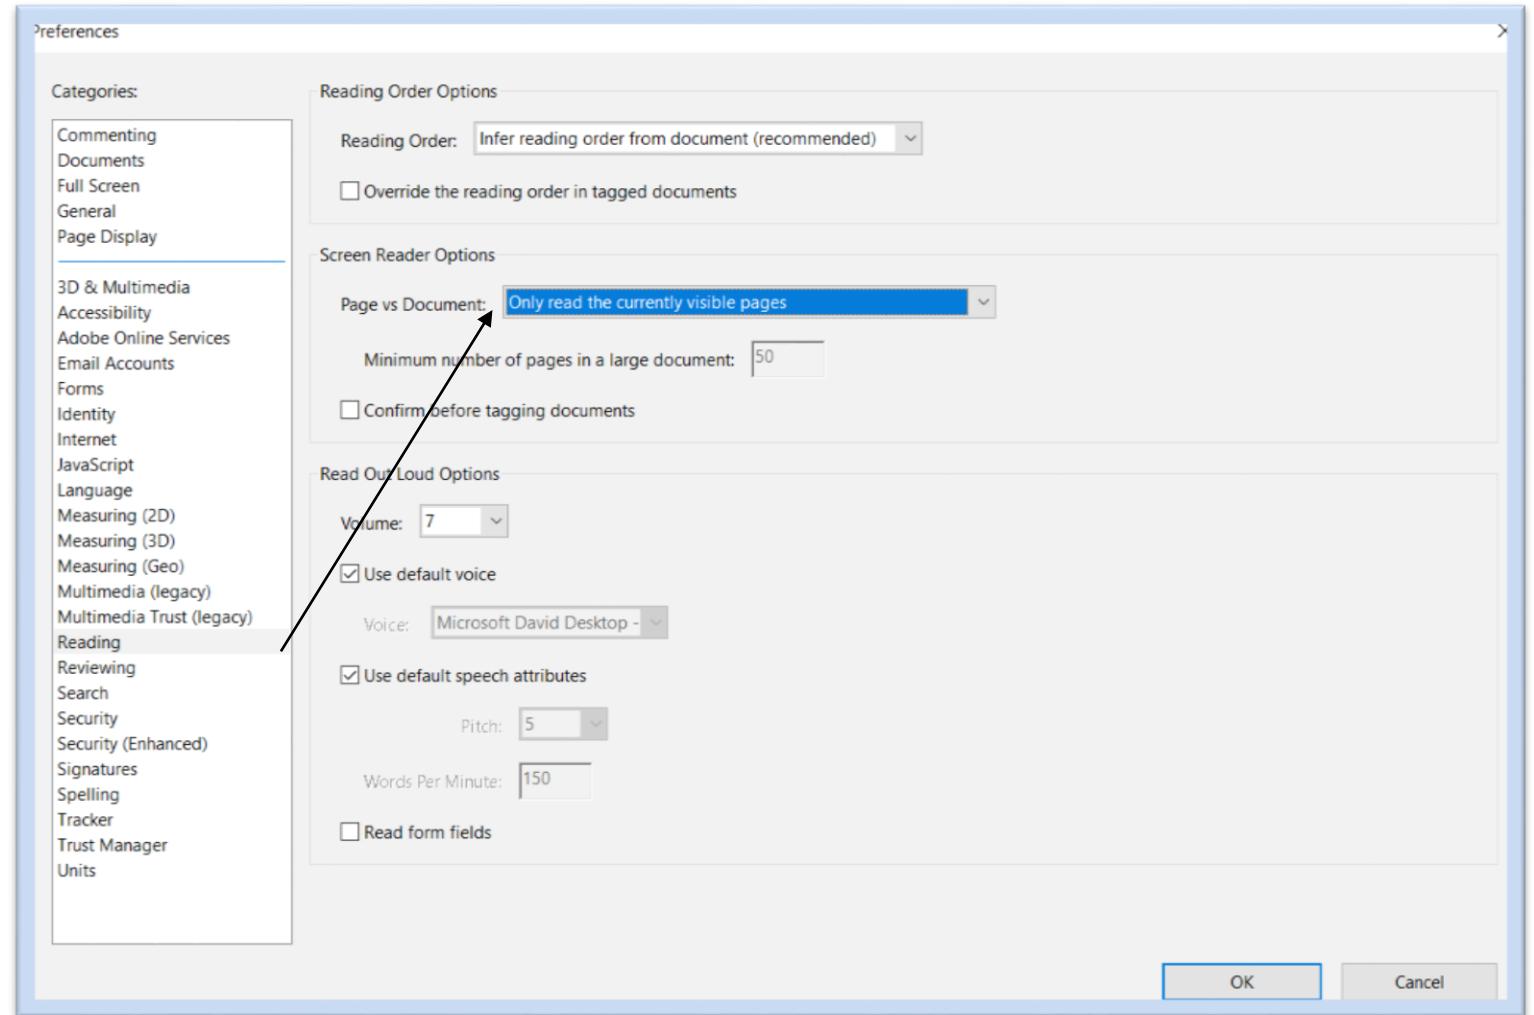 Preferences
Categories:
Commenting
Documents
Full Screen
General
Page Display
3D & Multimedia
Accessibility
Adobe Online Services
Email Accounts
Forms
Identity
Internet
JavaScript
Language
Measuring (2D)
Measuring (3D)
Measuring (Geo)
Multimedia (legacy)
Multimedia Trust (legacy)
Reading
Reviewing
Search
Security
Security (Enhanced)
Signatures
Spelling
Tracker
Trust Manager
Units
Reading Order Options
Reading Order: Infer reading order from document (recommended)
Override the reading order in tagged documents
Screen Reader Options
Page vs Document: Only read the currently visible pages
Minimum number of pages in a large document: 50
Confirm before tagging documents
Read Out Loud Options
Volume: 7
Use default voice
Voice: Microsoft David Desktop -
Use default speech attributes
Pitch: 5
Words Per Minute: 150
Read form fields
OK Cancel